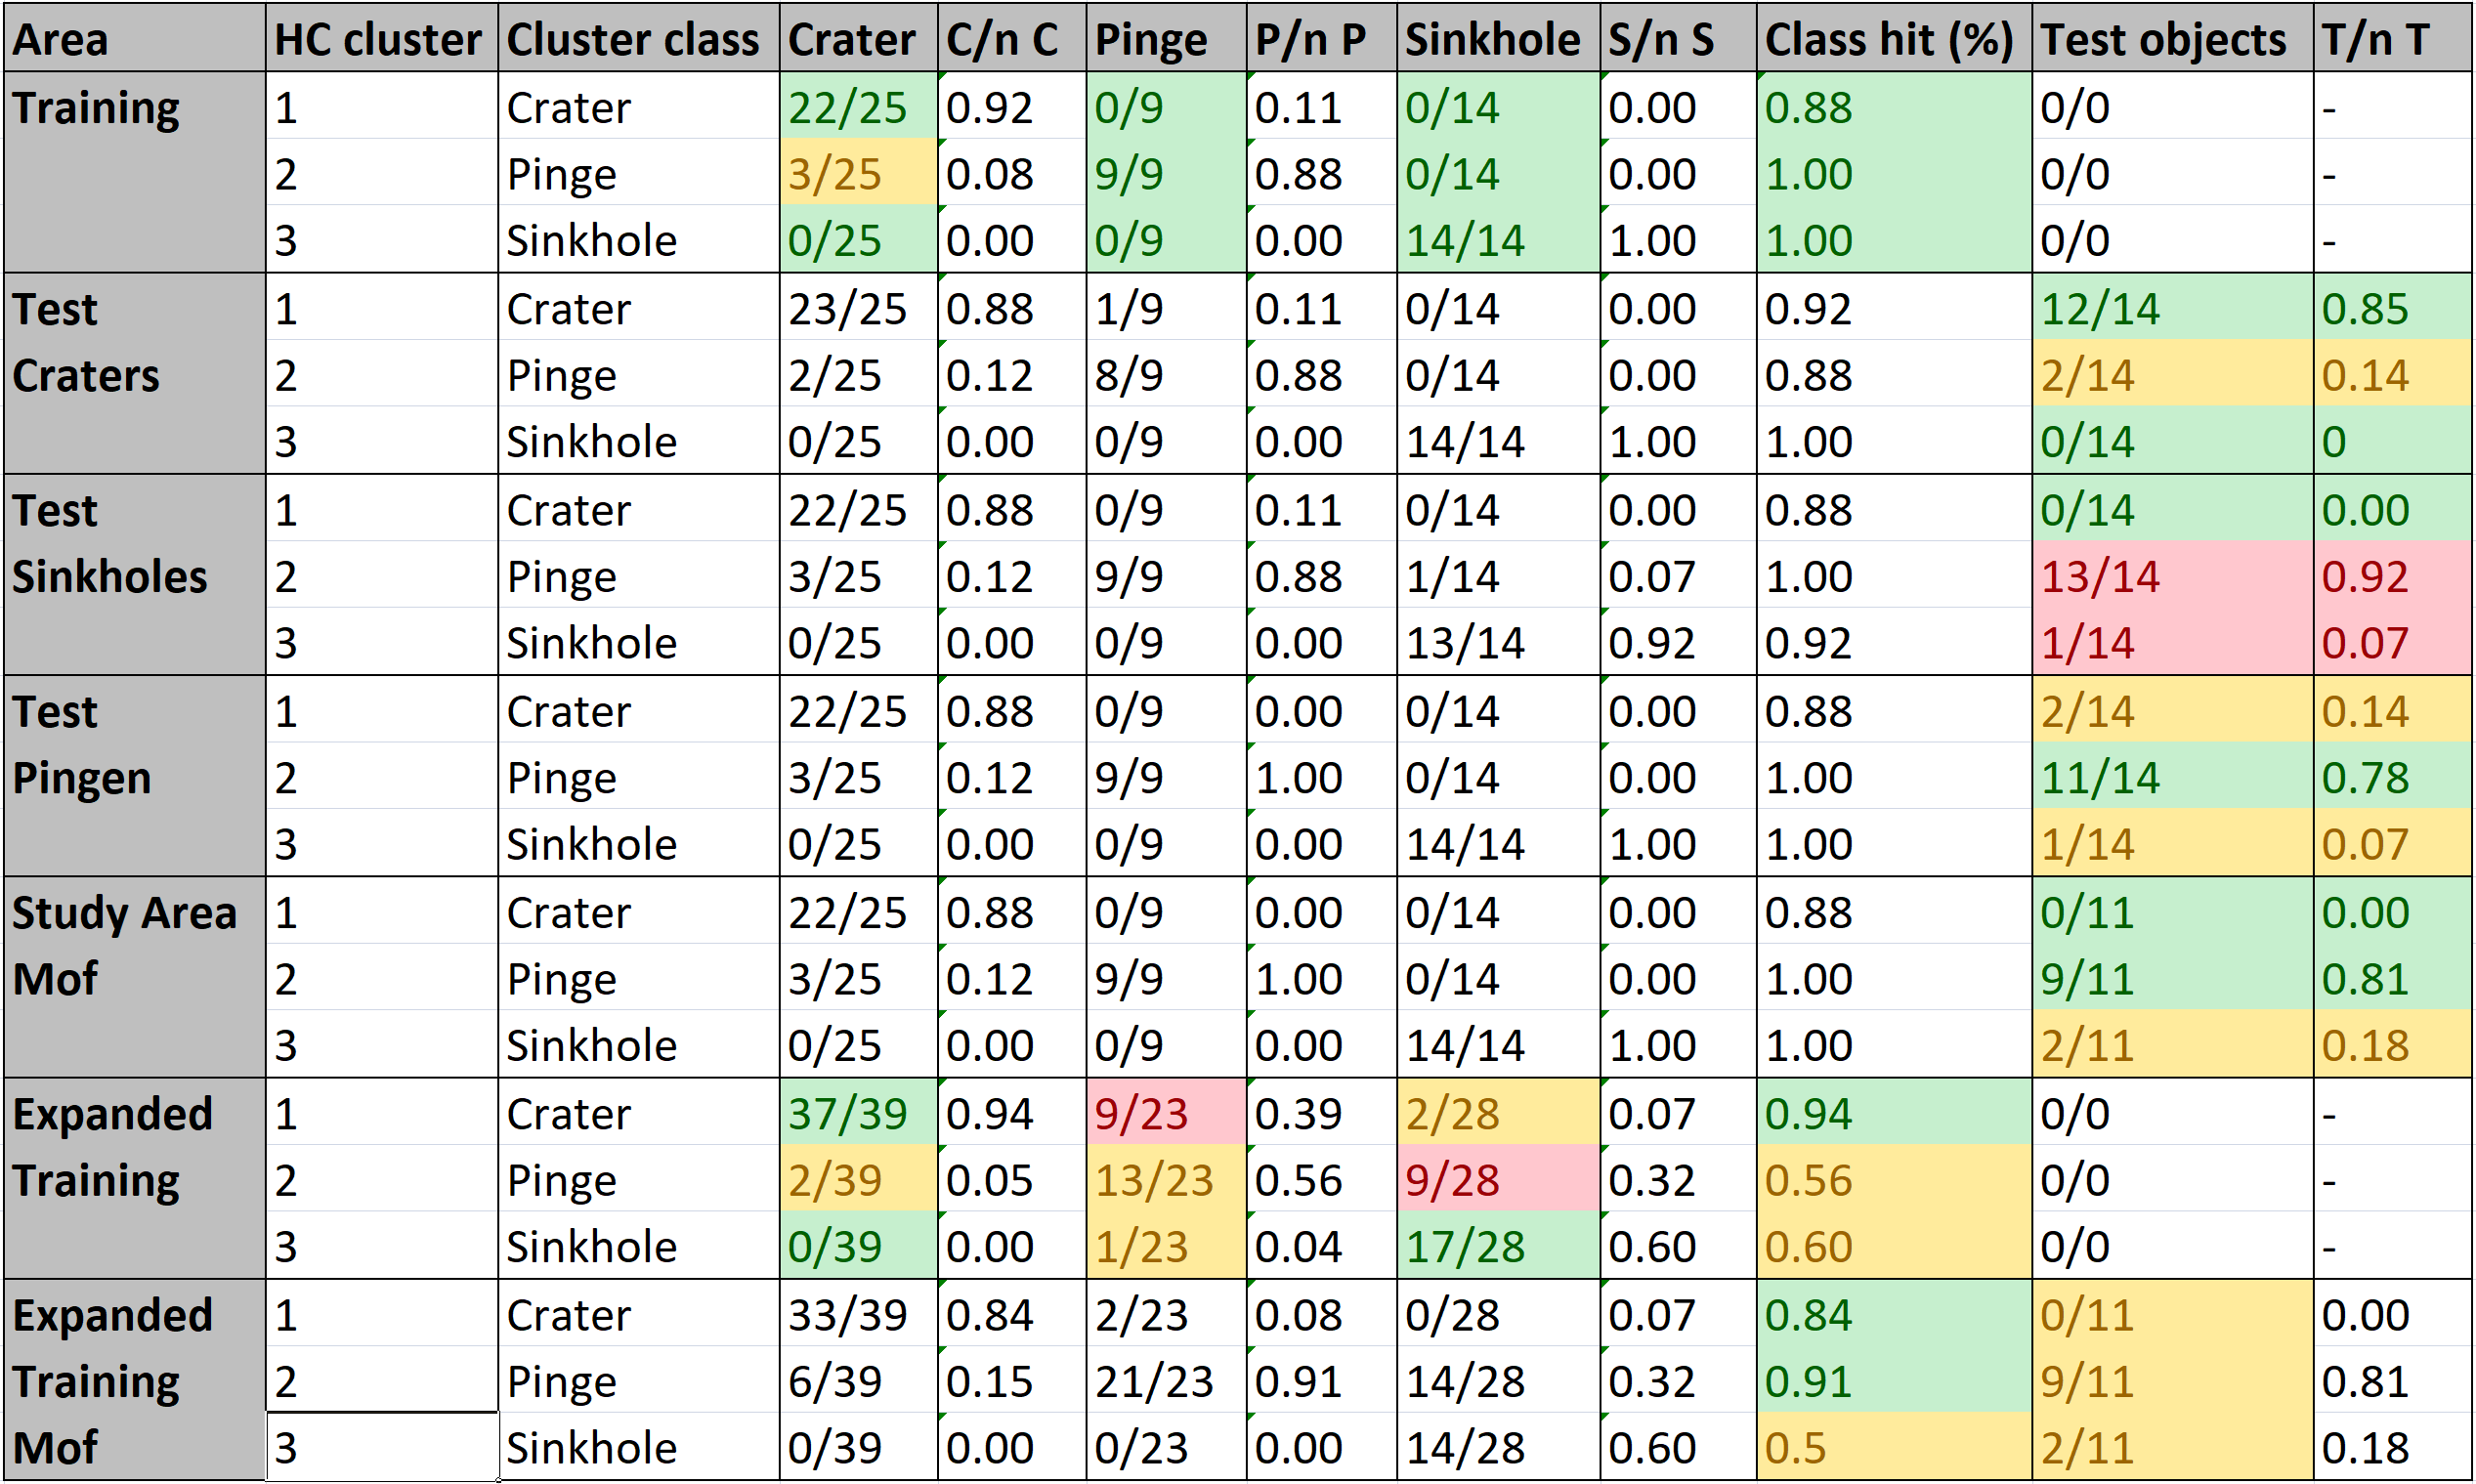 Area HC cluster Cluster class Crater C/n C Pinge P/n P Sinkhole S/n S Class hit (%) Test objects T/n T
Training 1 Crater 22/25 0.92 0/9 0.11 0/14 0.00 0.88 0/0 -
2 Pinge 3/25 0.08 9/9 0.88 0/14 0.00 1.00 0/0 -
3 Sinkhole 0/25 0.00 0/9 0.00 14/14 1.00 1.00 0/0 -
Test 1 Crater 23/25 0.88 1/9 0.11 0/14 0.00 0.92 12/14 0.85
Craters 2 Pinge 2/25 0.12 8/9 0.88 0/14 0.00 0.88 2/14 0.14
3 Sinkhole 0/25 0.00 0/9 0.00 14/14 1.00 1.00 0/14 0
Test 1 Crater 22/25 0.88 0/9 0.11 0/14 0.00 0.88 0/14 0.00
Sinkholes 2 Pinge 3/25 0.12 9/9 0.88 1/14 0.07 1.00 13/14 0.92
3 Sinkhole 0/25 0.00 0/9 0.00 13/14 0.92 0.92 1/14 0.07
Test 1 Crater 22/25 0.88 0/9 0.00 0/14 0.00 0.88 2/14 0.14
Pingen 2 Pinge 3/25 0.12 9/9 1.00 0/14 0.00 1.00 11/14 0.78
3 Sinkhole 0/25 0.00 0/9 0.00 14/14 1.00 1.00 1/14 0.07
Study Area 1 Crater 22/25 0.88 0/9 0.00 0/14 0.00 0.88 0/11 0.00
Mof 2 Pinge 3/25 0.12 9/9 1.00 0/14 0.00 1.00 9/11 0.81
3 Sinkhole 0/25 0.00 0/9 0.00 14/14 1.00 1.00 2/11 0.18
Expanded 1 Crater 37/39 0.94 9/23 0.39 2/28 0.07 0.94 0/0 -
Training 2 Pinge 2/39 0.05 13/23 0.56 9/28 0.32 0.56 0/0 -
3 Sinkhole 0/39 0.00 1/23 0.04 17/28 0.60 0.60 0/0 -
Expanded 1 Crater 33/39 0.84 2/23 0.08 0/28 0.07 0.84 0/11 0.00
Training 2 Pinge 6/39 0.15 21/23 0.91 14/28 0.32 0.91 9/11 0.81
Mof 3 Sinkhole 0/39 0.00 0/23 0.00 14/28 0.60 0.5 2/11 0.18